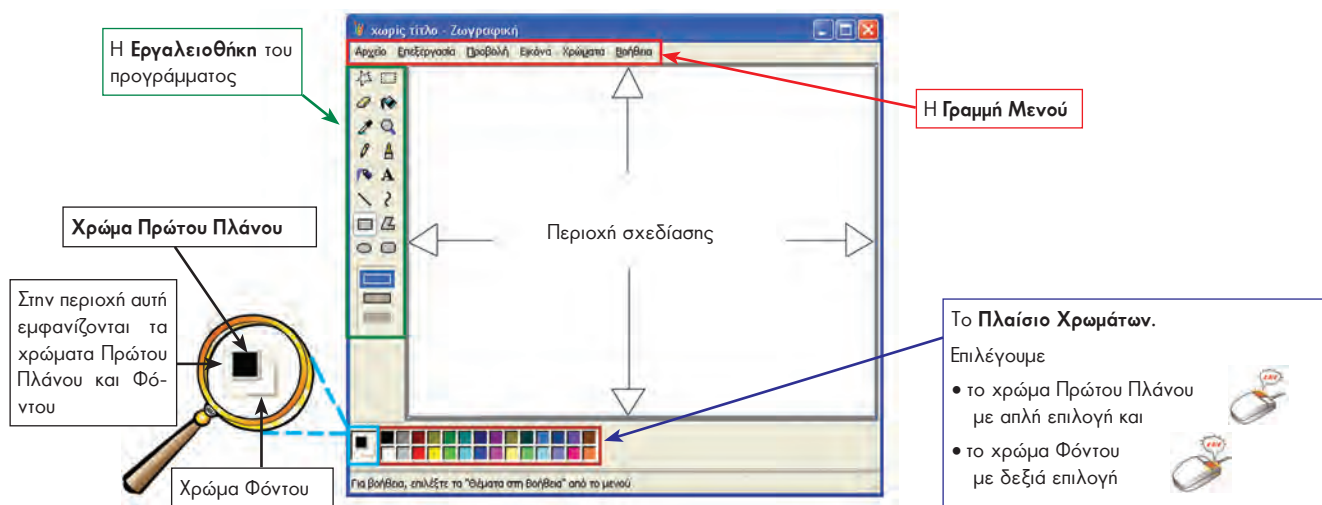 χωρίς τίτλο - Ζωγραφική
Αρχείο Επεξεργασία Προβολή Εικόνα Χρώματα Βοήθεια
Η Εργαλειοθήκη του
προγράμματος
Η Γραμμή Μενού
A
Περιοχή σχεδίασης
Χρώμα Πρώτου Πλάνου
Στην περιοχή αυτή
εμφανίζονται τα
χρώματα Πρώτου
Πλάνου και Φό-
ντου
Χρώμα Φόντου
Το Πλαίσιο Χρωμάτων.
Επιλέγουμε
• το χρώμα Πρώτου Πλάνου
με απλή επιλογή και
• το χρώμα Φόντου
με δεξιά επιλογή
Για βοήθεια, επιλέξτε το "Θέματα στη Βοήθεια" από το μενού